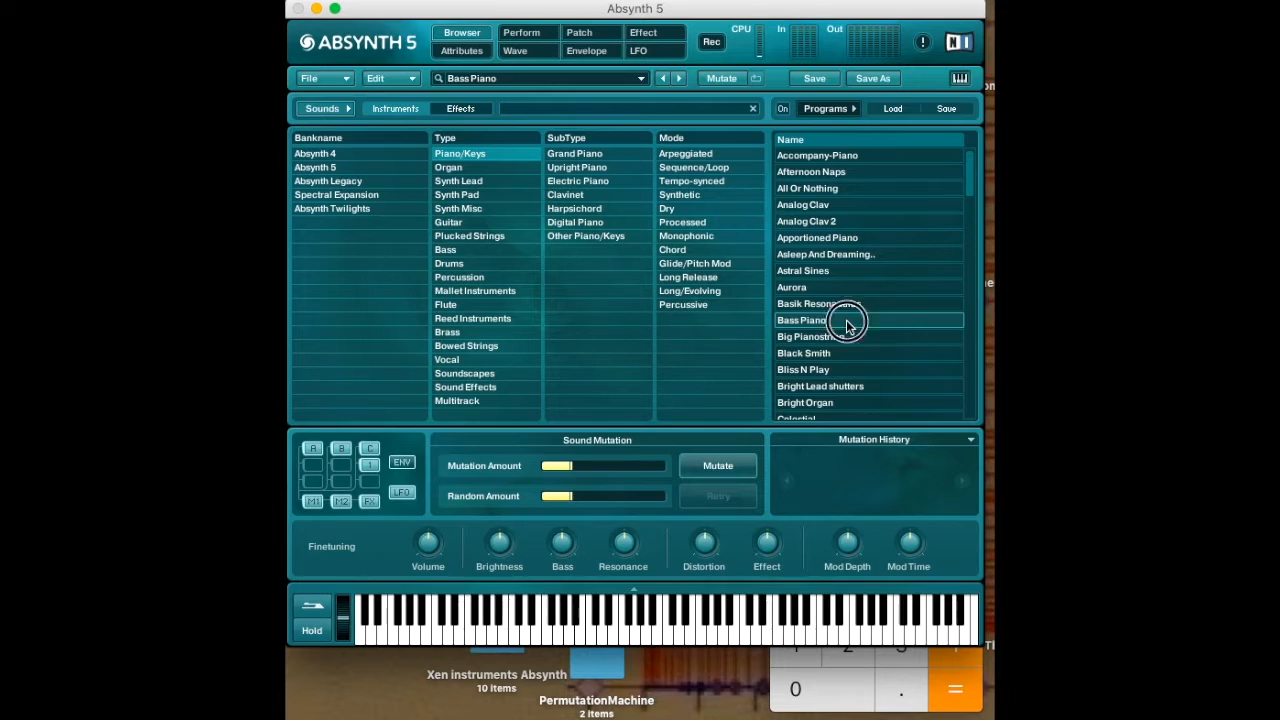 Absynth 5
ABSYNTH 5
Browser
Perform
Patch
Effect
Attributes
Wave
Envelope
LFO
Rec
CPU
In
Out
!
File
Edit
Bass Piano
Mutate
Save
Save As
Sounds
Instruments
Effects
×
On
Programs
Load
Save
Bankname
Absynth 4
Absynth 5
Absynth Legacy
Spectral Expansion
Absynth Twilights
Type
Piano/Keys
Organ
Synth Lead
Synth Pad
Synth Misc
Guitar
Plucked Strings
Bass
Drums
Percussion
Mallet Instruments
Flute
Reed Instruments
Brass
Bowed Strings
Vocal
Soundscapes
Sound Effects
Multitrack
SubType
Grand Piano
Upright Piano
Electric Piano
Clavinet
Harpsichord
Digital Piano
Other Piano/Keys
Mode
Arpeggiated
Sequence/Loop
Tempo-synced
Synthetic
Dry
Processed
Monophonic
Chord
Glide/Pitch Mod
Long Release
Long/Evolving
Percussive
Name
Accompany-Piano
Afternoon Naps
All Or Nothing
Analog Clav
Analog Clav 2
Apportioned Piano
Asleep And Dreaming..
Astral Sines
Aurora
Basik
Bass Piano
Big
Black Smith
Bliss N Play
Bright Lead shutters
Bright Organ
Celestial
A B C
1
M1 M2 FX
ENV
LFO
Sound Mutation
Mutation Amount
Mutate
Random Amount
Retry
Mutation History
Finetuning
Volume
Brightness
Bass
Resonance
Distortion
Effect
Mod Depth
Mod Time
Hold
Xen instruments Absynth
10 items
PermutationMachine
2 items
0 . =